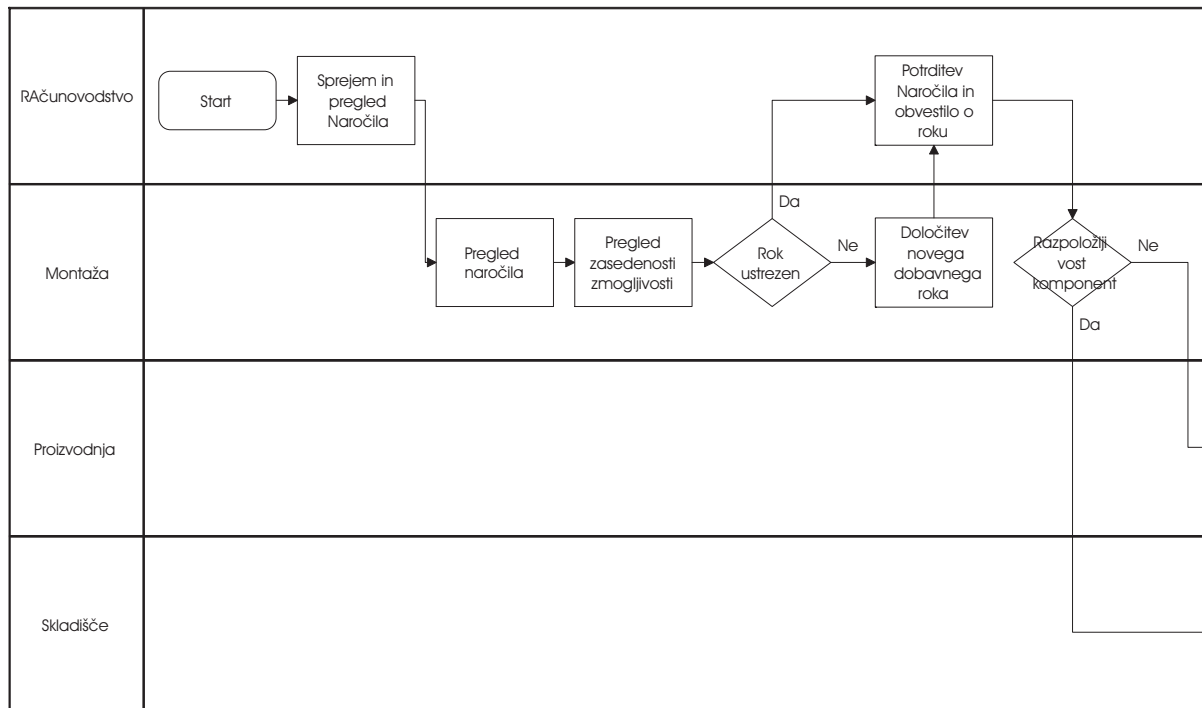 RAčunovodstvo
Start
Sprejem in
pregled
Naročila
Potrditev
Naročila in
obvestilo o
roku
Montaža
Pregled
naročila
Pregled
zasedenosti
zmogljivosti
Rok
ustrezen
Da
Ne
Določitev
novega
dobavnega
roka
Razpoložlji
vost
komponent
Ne
Da
Proizvodnja
Skladišče